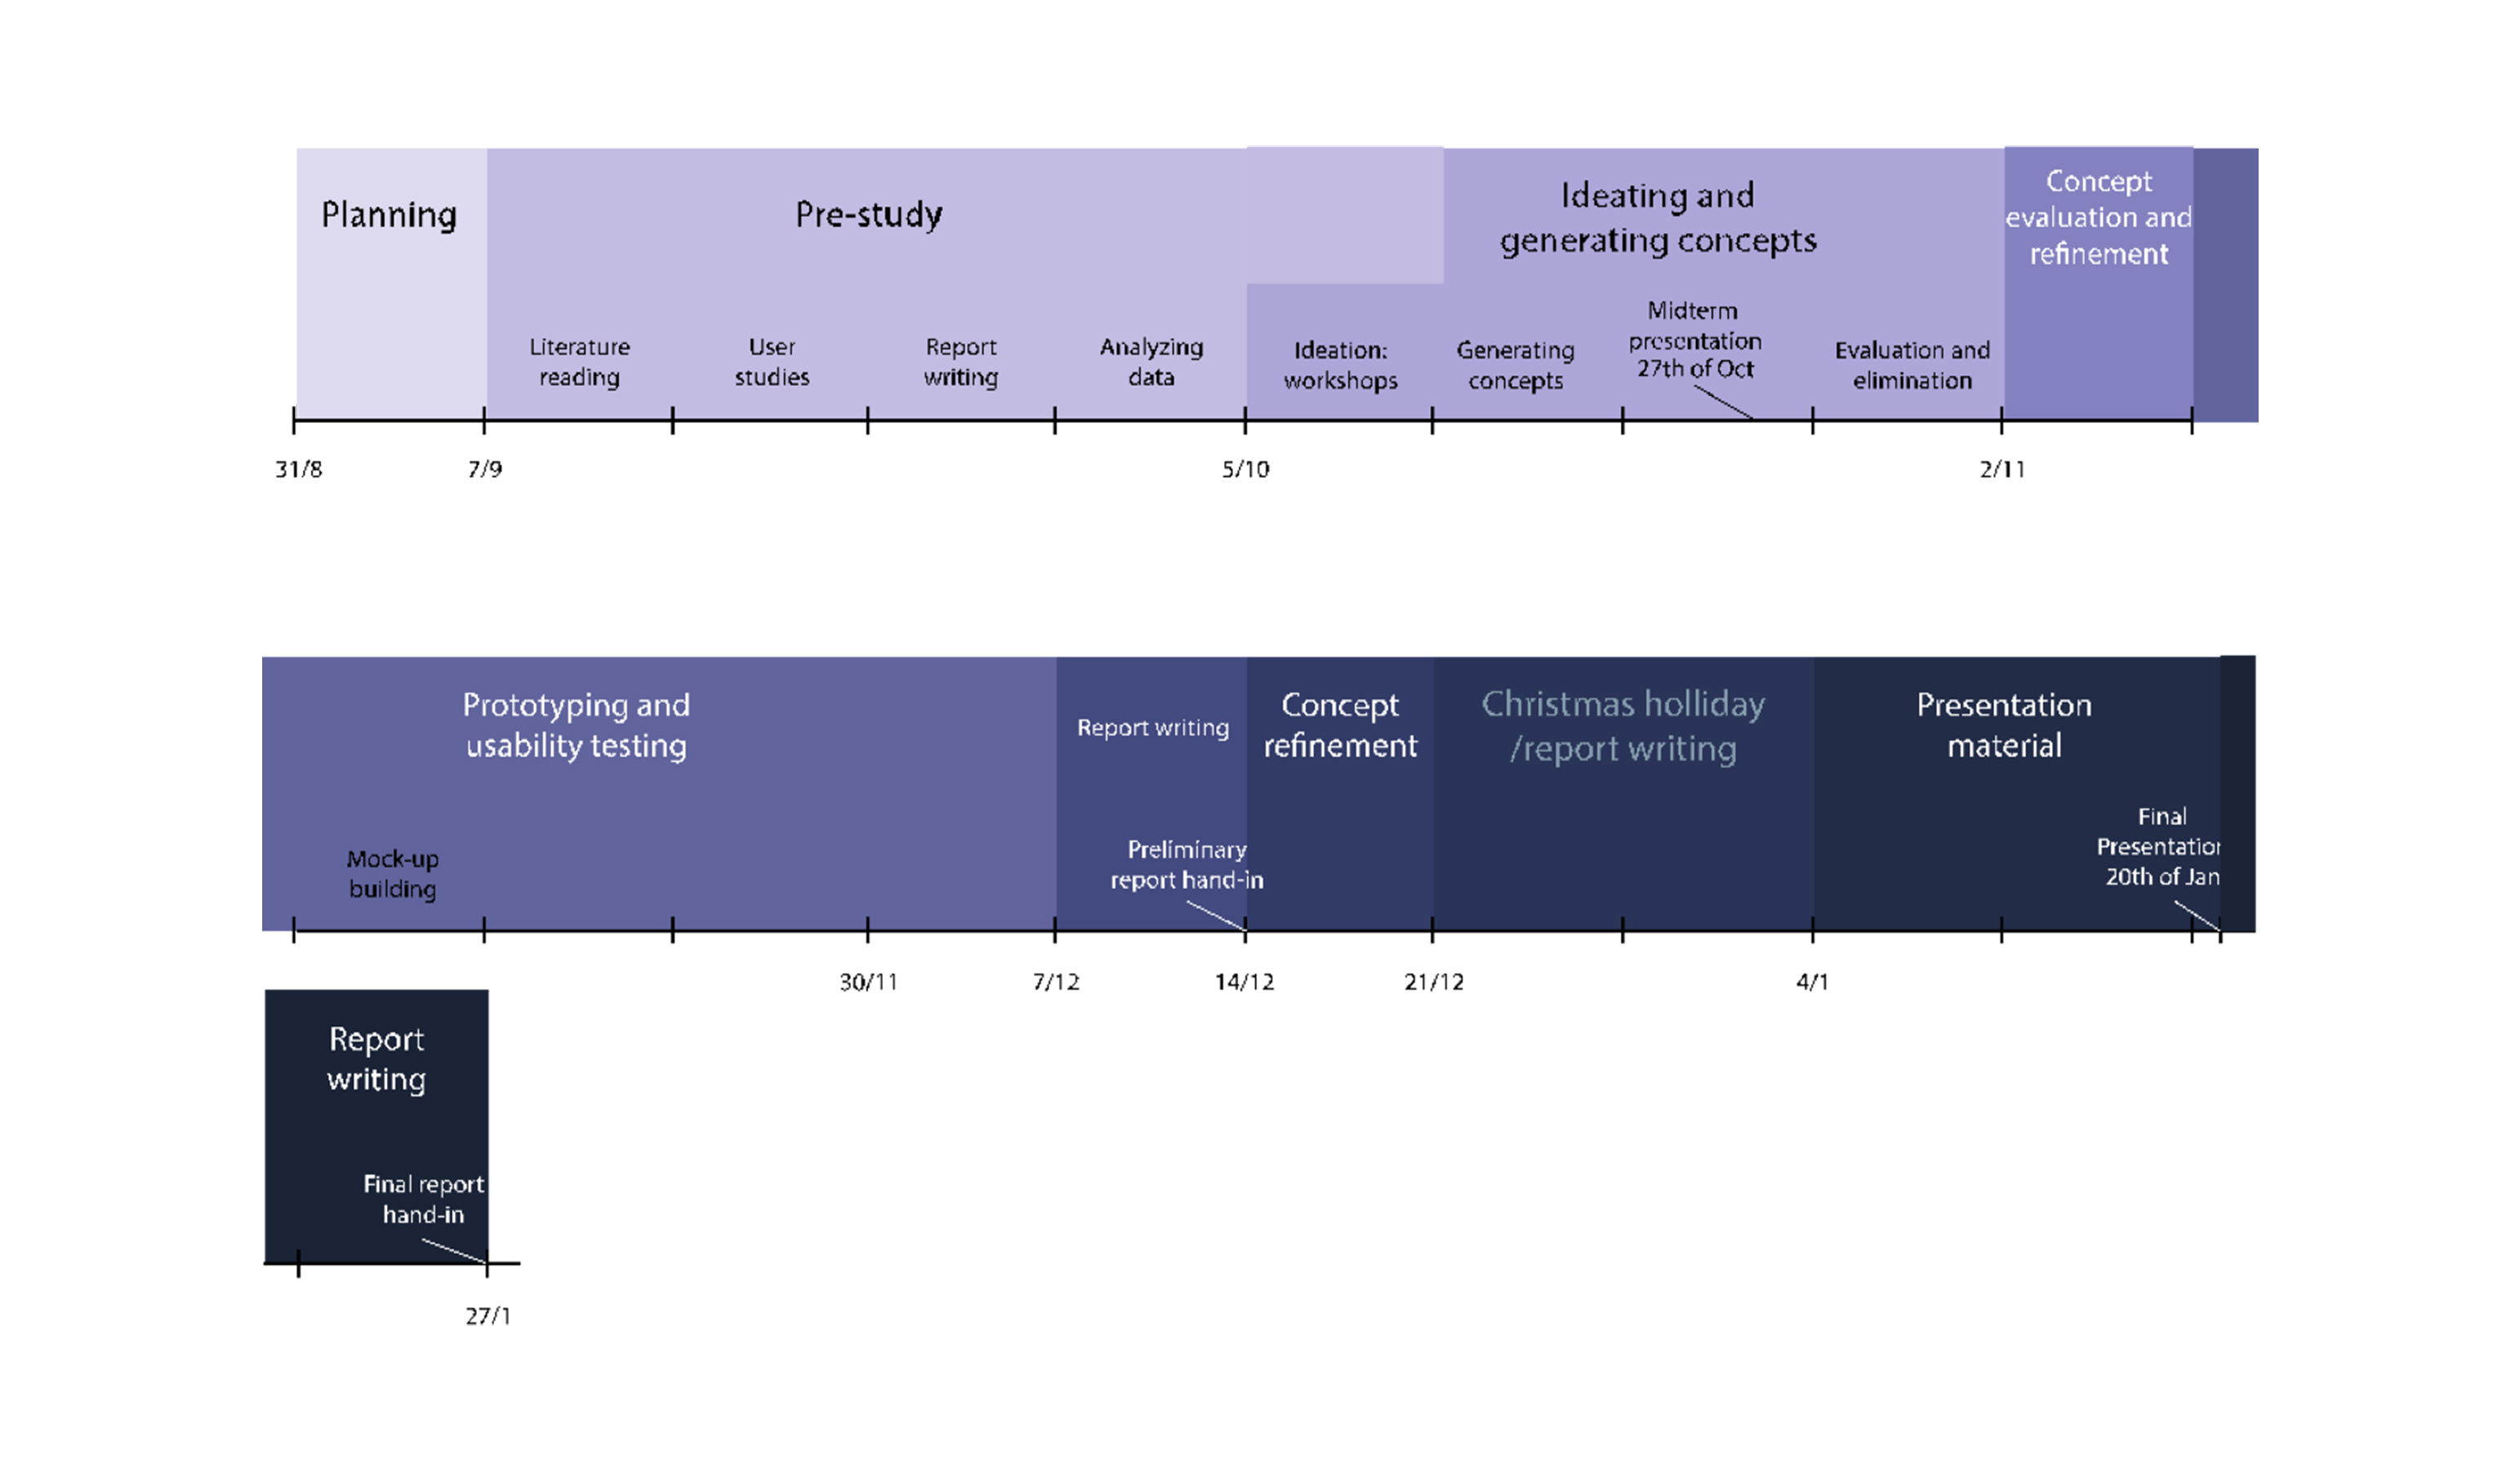 Planning
Pre-study
Ideating and
generating concepts
Concept
evaluation and
refinement
Literature
reading
User
studies
Report
writing
Analyzing
data
Ideation:
workshops
Generating
concepts
Midterm
presentation
27th of Oct
Evaluation and
elimination
31/8
7/9
5/10
2/11
Prototyping and
usability testing
Report writing
Concept
refinement
Christmas holliday
/report writing
Presentation
material
Mock-up
building
Preliminary
report hand-in
Final
Presentation
20th of Jan
30/11
7/12
14/12
21/12
4/1
Report
writing
Final report
hand-in
27/1